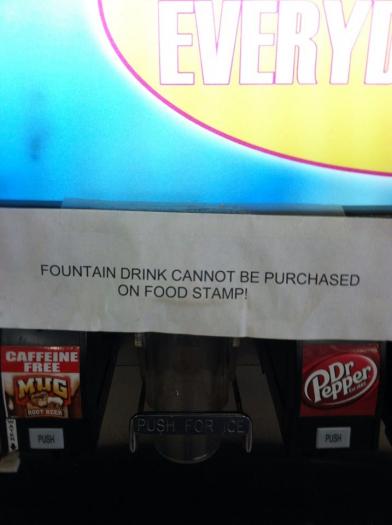 EVERYD
FOUNTAIN DRINK CANNOT BE PURCHASED
ON FOOD STAMP!
CAFFEINE
FREE
MUG
ROOT BEER
PUSH
PUSH FOR ICE
Dr
Pepper
PUSH